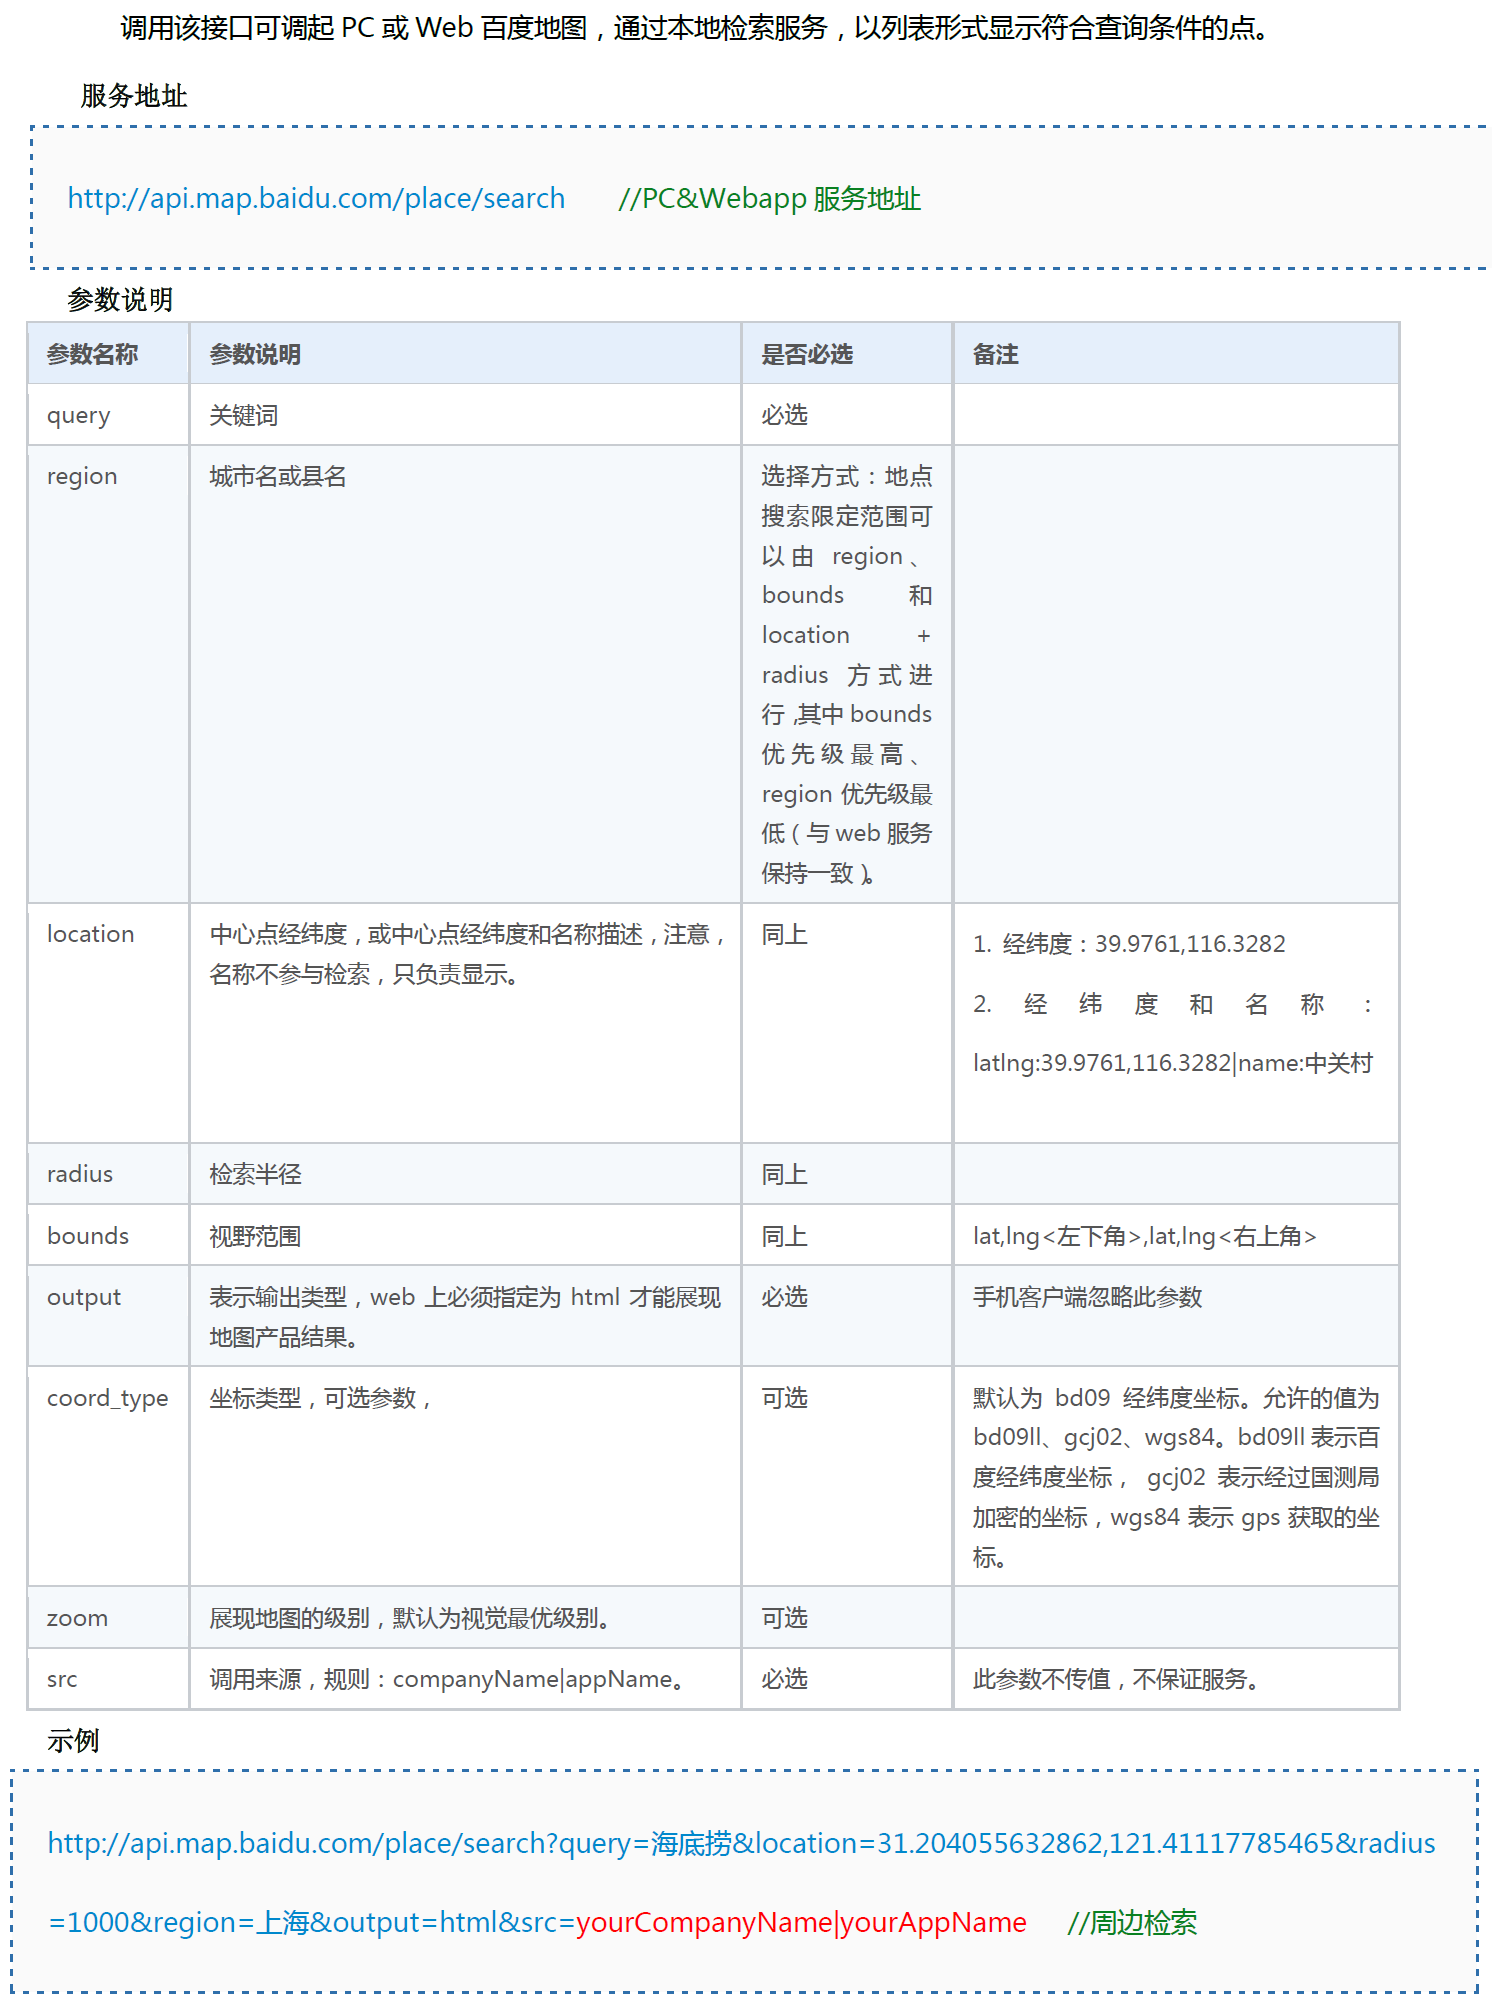 调用该接口可调起 PC 或 Web 百度地图，通过本地检索服务，以列表形式显示符合查询条件的点。
服务地址
http://api.map.baidu.com/place/search //PC&Webapp 服务地址
参数说明
参数名称 参数说明 是否必选 备注
query 关键词 必选
region 城市名或县名 选择方式：地点
搜索限定范围可
以由 region、
bounds 和
location +
radius 方式进
行,其中 bounds
优先级最高、
region 优先级最
低（与 web 服务
保持一致）。
location 中心点经纬度，或中心点经纬度和名称描述，注意，
名称不参与检索，只负责显示。
同上
1. 经纬度：39.9761,116.3282
2. 经纬度和名称：
latlng:39.9761,116.3282|name:中关村
radius 检索半径 同上
bounds 视野范围 同上 lat,lng<左下角>,lat,lng<右上角>
output 表示输出类型，web 上必须指定为 html 才能展现
地图产品结果。
必选 手机客户端忽略此参数
coord_type 坐标类型，可选参数， 可选 默认为 bd09 经纬度坐标。允许的值为
bd09ll、gcj02、wgs84。bd09ll 表示百
度经纬度坐标， gcj02 表示经过国测局
加密的坐标，wgs84 表示 gps 获取的坐
标。
zoom 展现地图的级别，默认为视觉最优级别。 可选
src 调用来源，规则：companyName|appName。 必选 此参数不传值，不保证服务。
示例
http://api.map.baidu.com/place/search?query=海底捞&location=31.204055632862,121.41117785465&radius
=1000&region=上海&output=html&src=yourCompanyName|yourAppName //周边检索